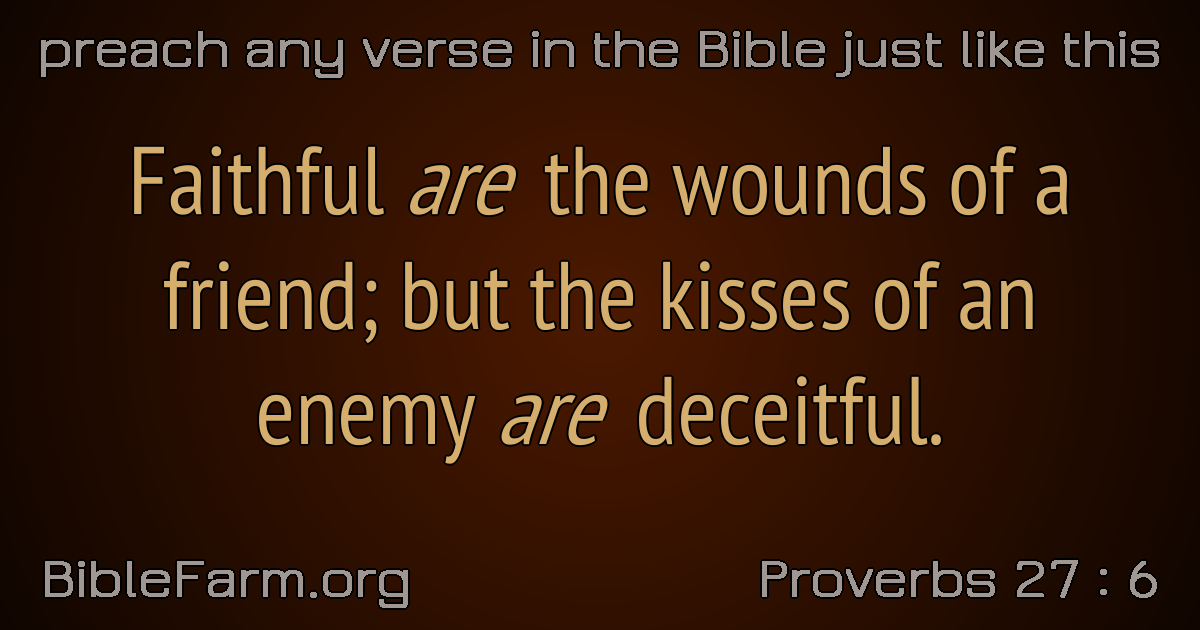 preach any verse in the Bible just like this
Faithful are the wounds of a
friend; but the kisses of an
enemy are deceitful.
BibleFarm.org
Proverbs 27 : 6